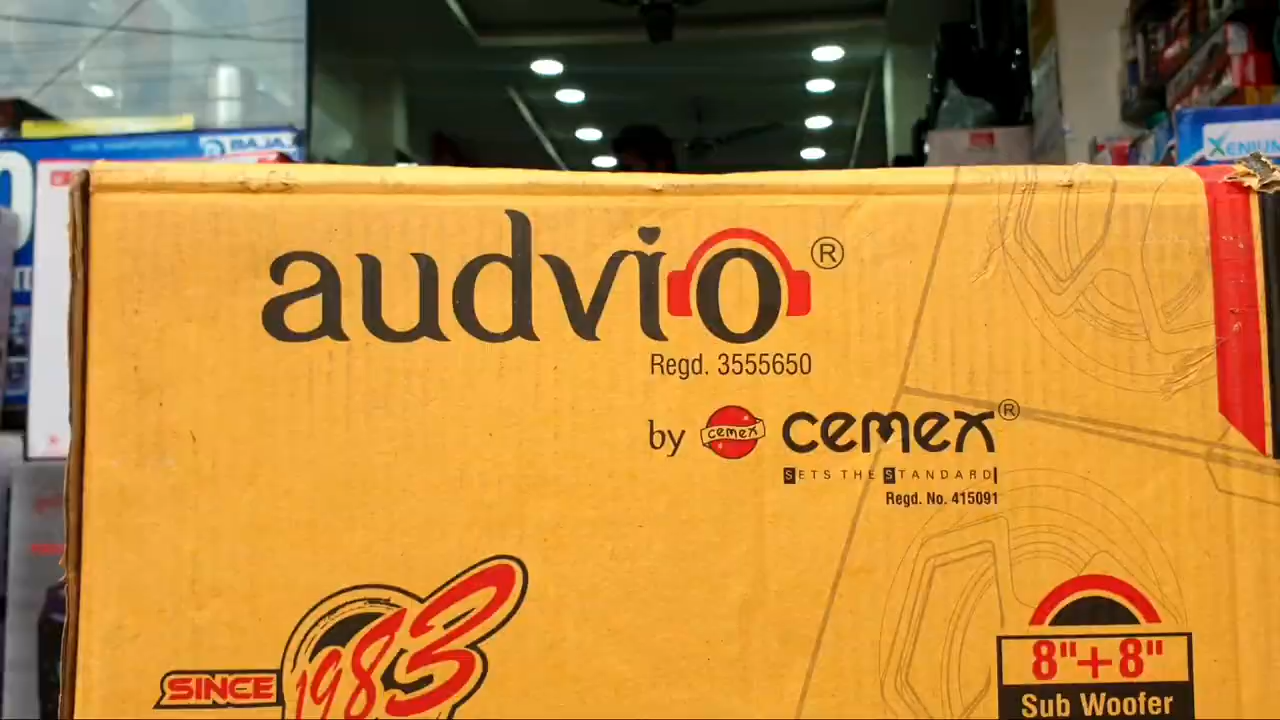 BAJAJ
XENIUM
audvio®
Regd. 3555650
by cemex cemex®
SETS THE STANDARD
Regd. No. 415091
SINCE 1983
8"+8"
Sub Woofer